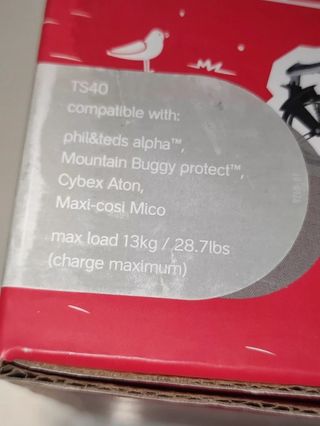 TS40
compatible with:
phil&teds alpha™,
Mountain Buggy protect™,
Cybex Aton,
Maxi-cosi Mico
max load 13kg / 28.7lbs
(charge maximum)